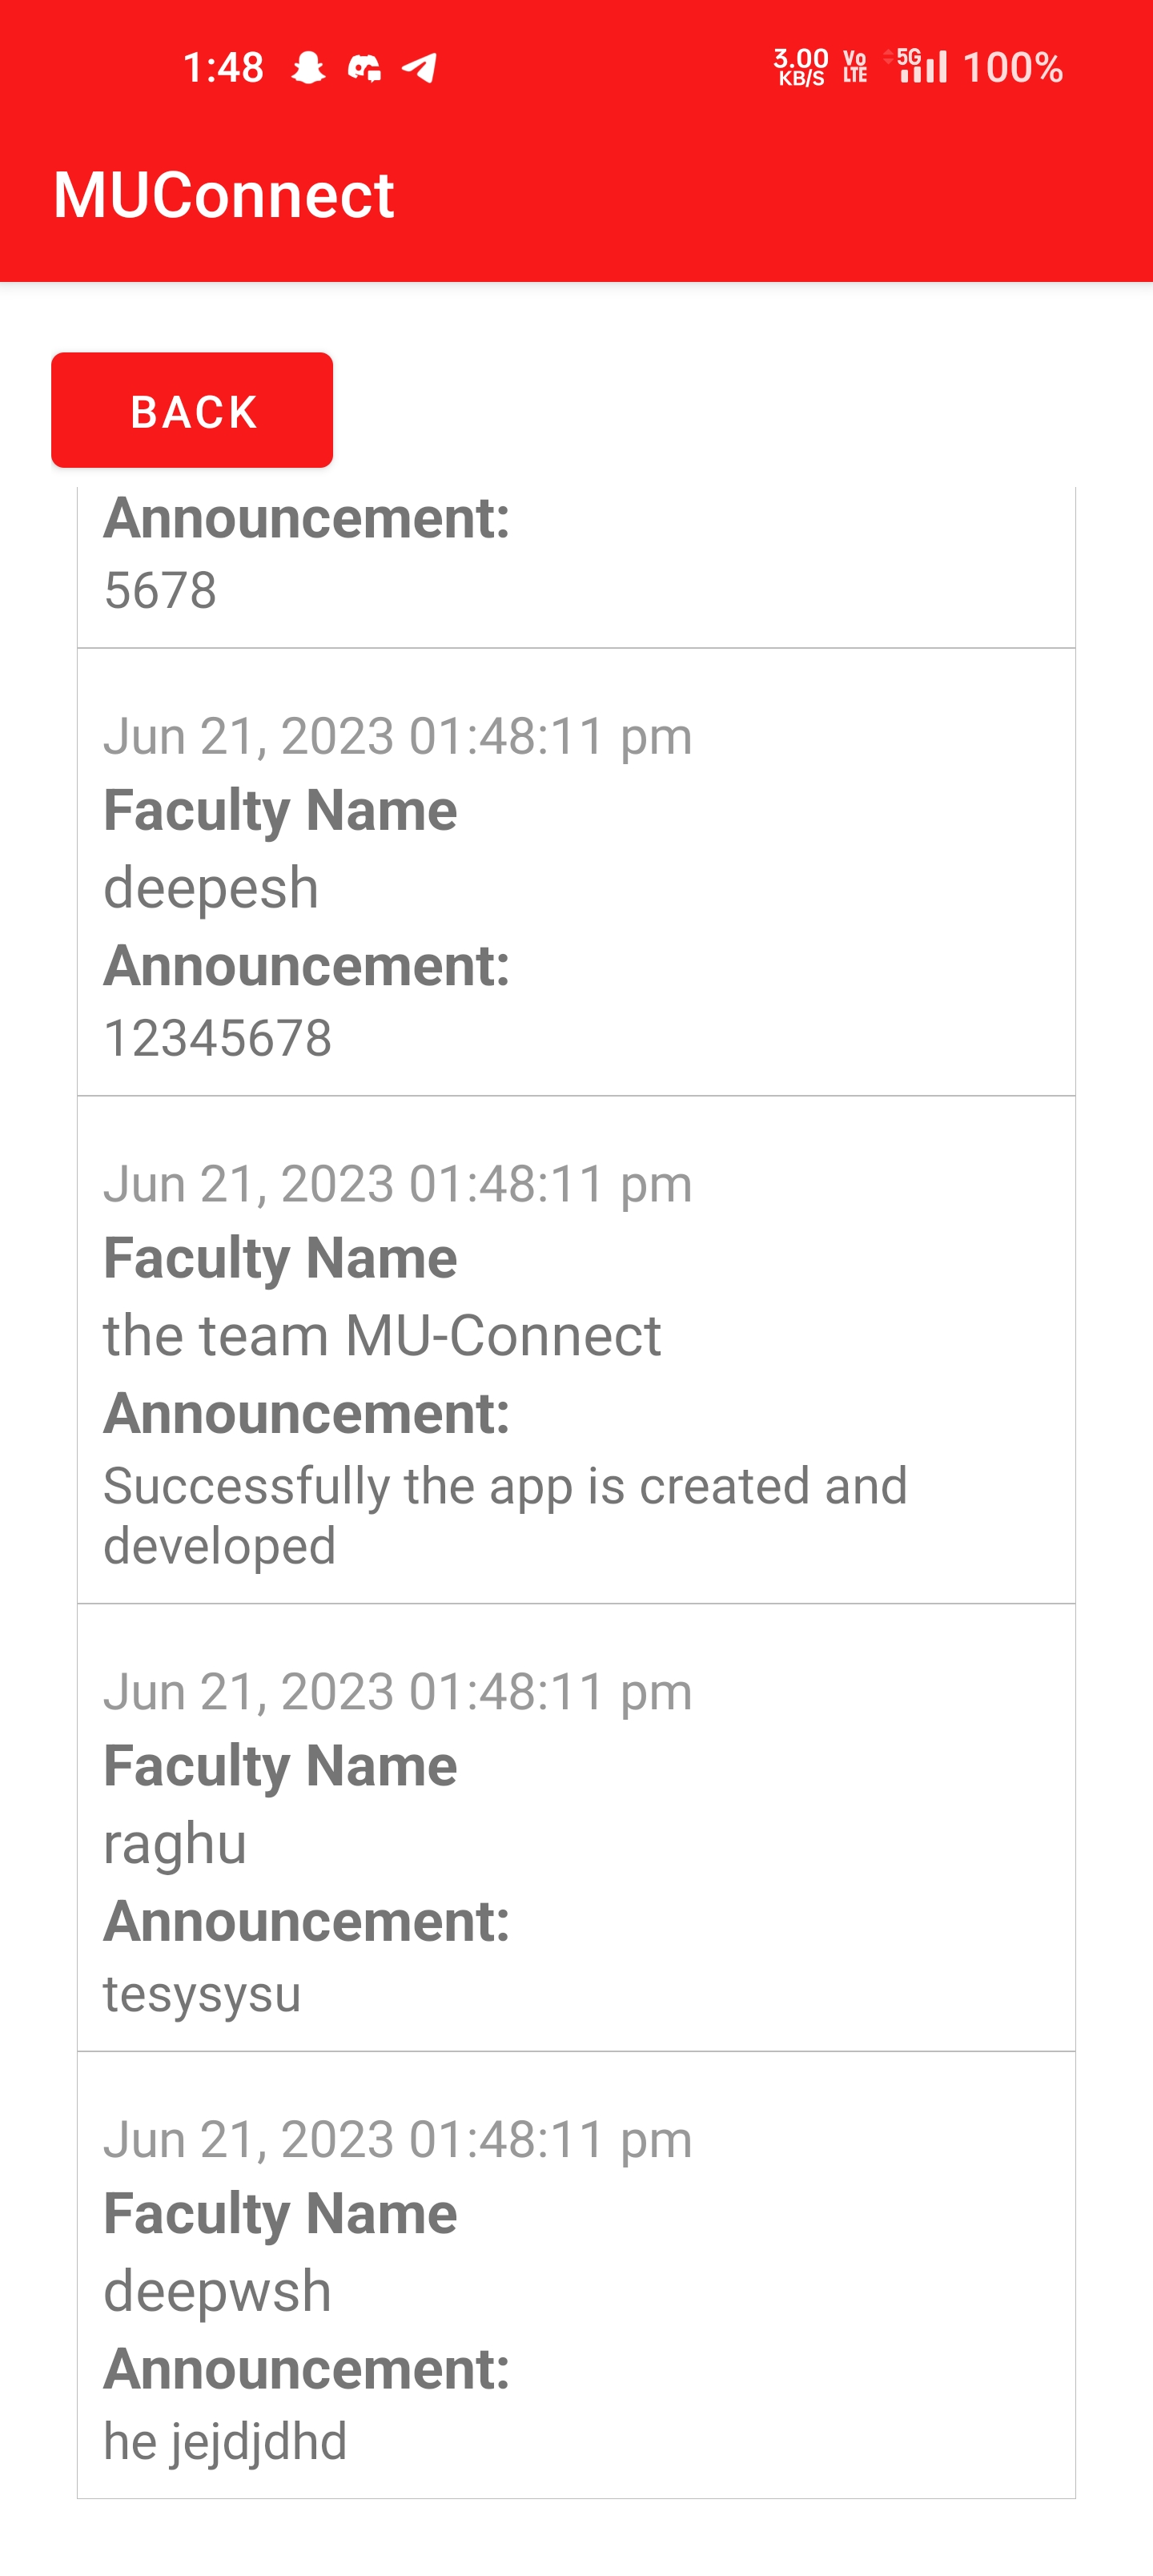 1:48 3.00 KB/S Vo LTE 5G 100%
MUConnect
BACK
Announcement:
5678
Jun 21, 2023 01:48:11 pm
Faculty Name
deepesh
Announcement:
12345678
Jun 21, 2023 01:48:11 pm
Faculty Name
the team MU-Connect
Announcement:
Successfully the app is created and
developed
Jun 21, 2023 01:48:11 pm
Faculty Name
raghu
Announcement:
tesysysu
Jun 21, 2023 01:48:11 pm
Faculty Name
deepwsh
Announcement:
he jejdjdhd